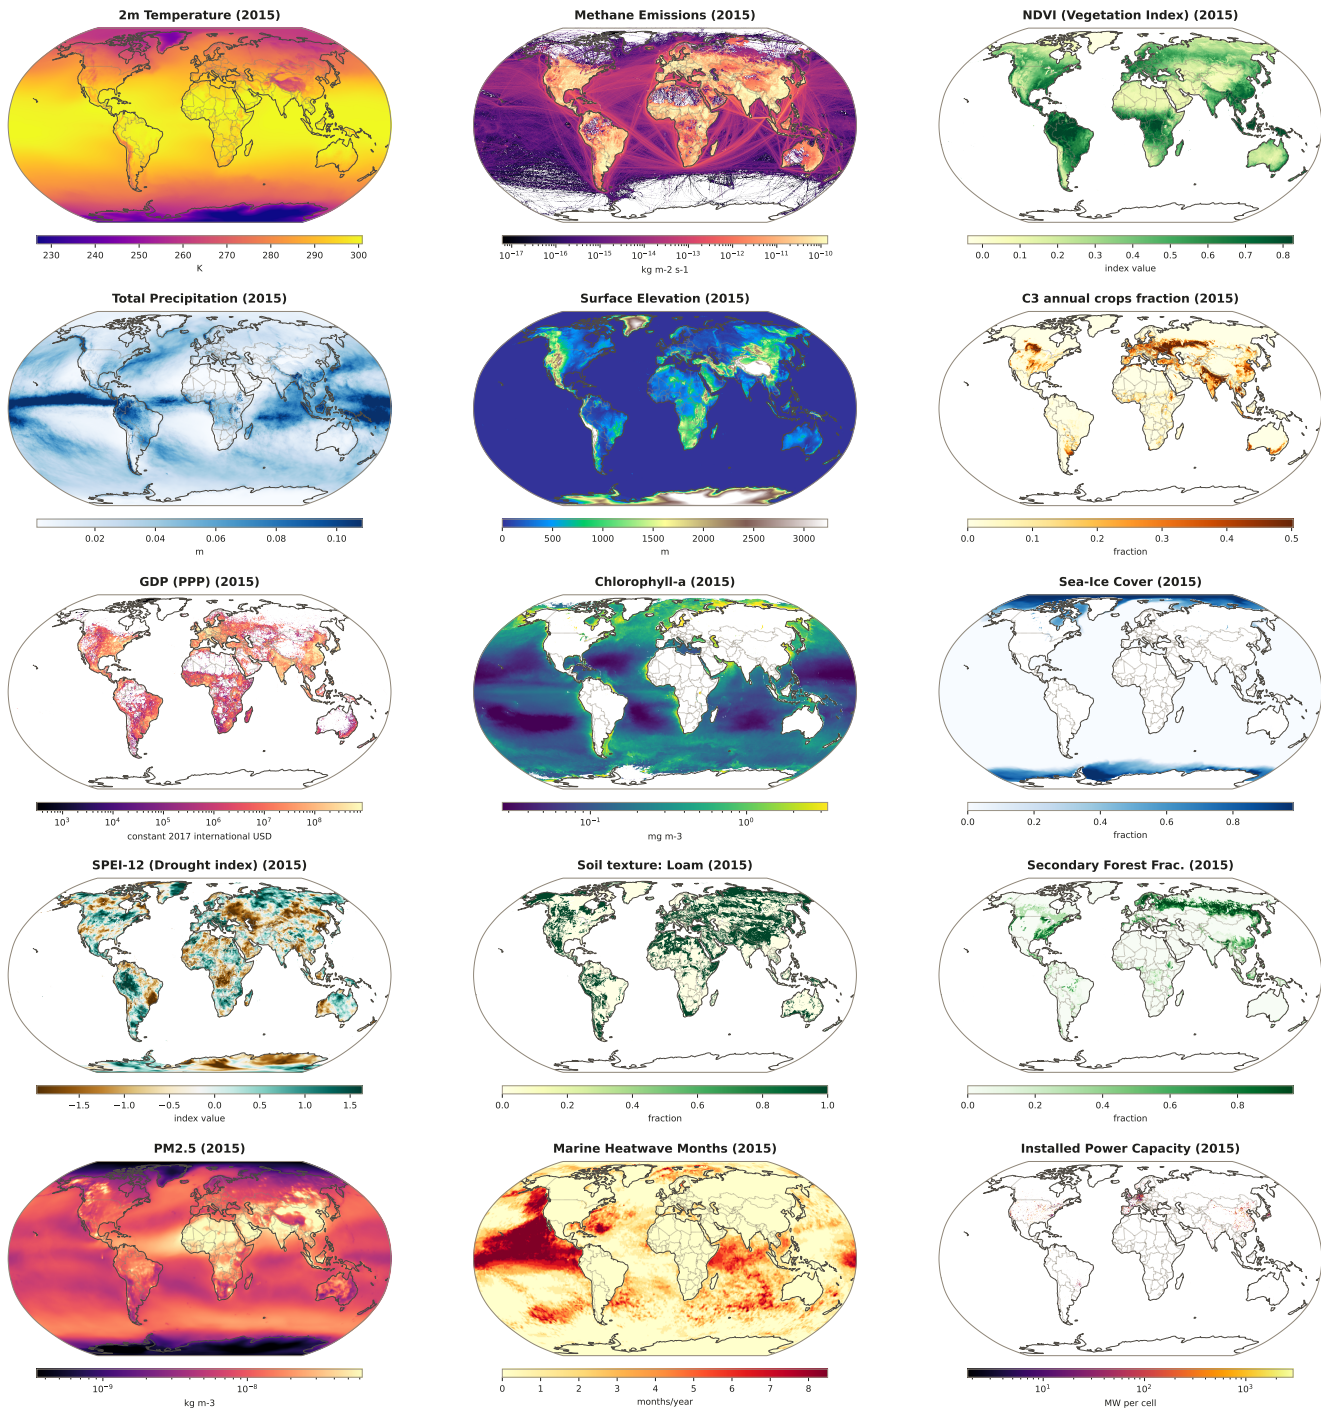 2m Temperature (2015)
230 240 250 260 270 280 290 300
K
Methane Emissions (2015)
10⁻¹⁷ 10⁻¹⁶ 10⁻¹⁵ 10⁻¹⁴ 10⁻¹³ 10⁻¹² 10⁻¹¹ 10⁻¹⁰
kg m-2 s-1
NDVI (Vegetation Index) (2015)
0.0 0.1 0.2 0.3 0.4 0.5 0.6 0.7 0.8
index value
Total Precipitation (2015)
0.02 0.04 0.06 0.08 0.10
m
Surface Elevation (2015)
0 500 1000 1500 2000 2500 3000
m
C3 annual crops fraction (2015)
0.0 0.1 0.2 0.3 0.4 0.5
fraction
GDP (PPP) (2015)
10³ 10⁴ 10⁵ 10⁶ 10⁷ 10⁸
constant 2017 international USD
Chlorophyll-a (2015)
10⁻¹ 10⁰
mg m-3
Sea-Ice Cover (2015)
0.0 0.2 0.4 0.6 0.8
fraction
SPEI-12 (Drought index) (2015)
−1.5 −1.0 −0.5 0.0 0.5 1.0 1.5
index value
Soil texture: Loam (2015)
0.0 0.2 0.4 0.6 0.8 1.0
fraction
Secondary Forest Frac. (2015)
0.0 0.2 0.4 0.6 0.8
fraction
PM2.5 (2015)
10⁻⁹ 10⁻⁸
kg m-3
Marine Heatwave Months (2015)
0 1 2 3 4 5 6 7 8
months/year
Installed Power Capacity (2015)
10¹ 10² 10³
MW per cell